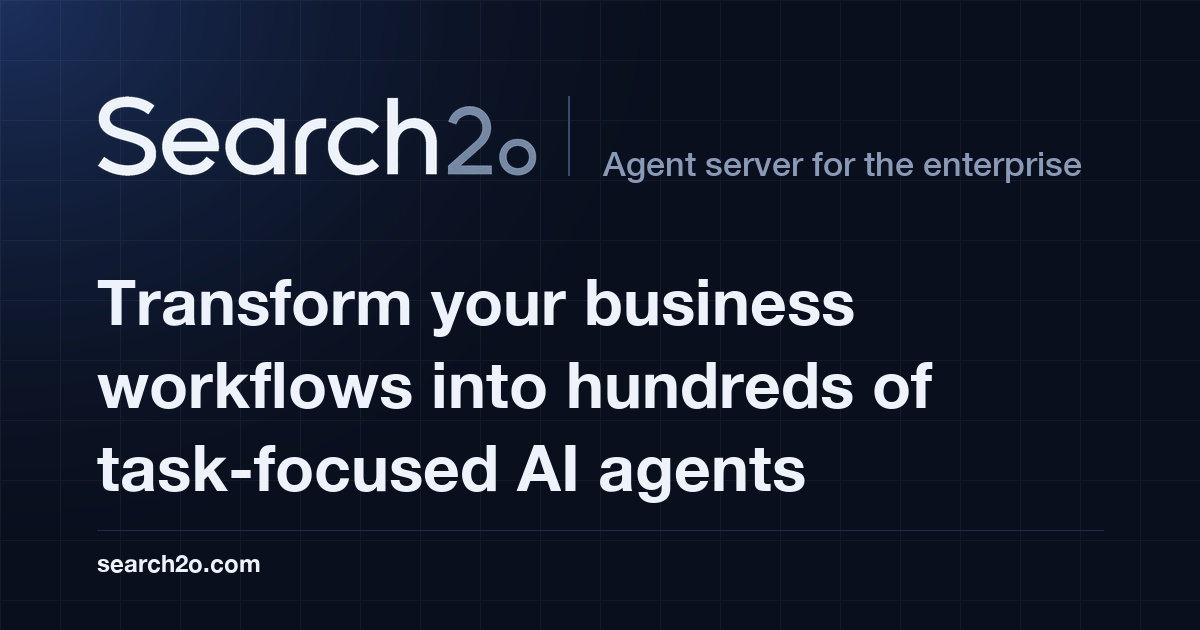 Search2o
Agent server for the enterprise
Transform your business
workflows into hundreds of
task-focused AI agents
search2o.com